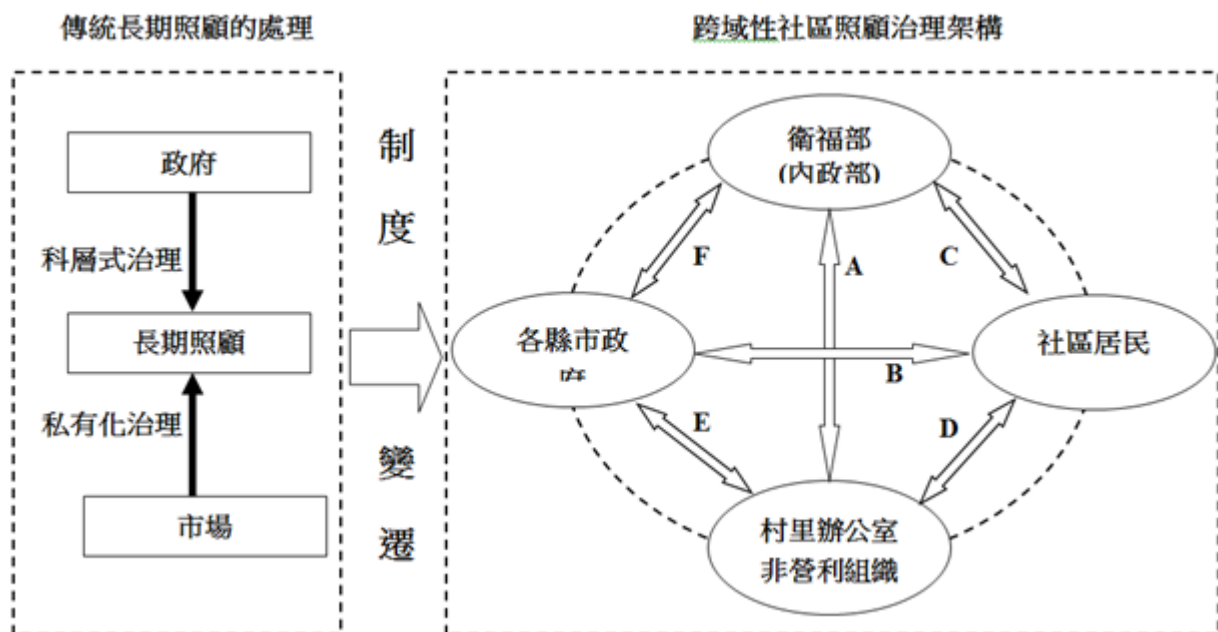 傳統長期照顧的處理
跨域性社區照顧治理架構
政府
科層式治理
長期照顧
私有化治理
市場
制
度
變
遷
衛福部
(內政部)
F
A
C
各縣市政
府
社區居民
B
E
D
村里辦公室
非營利組織